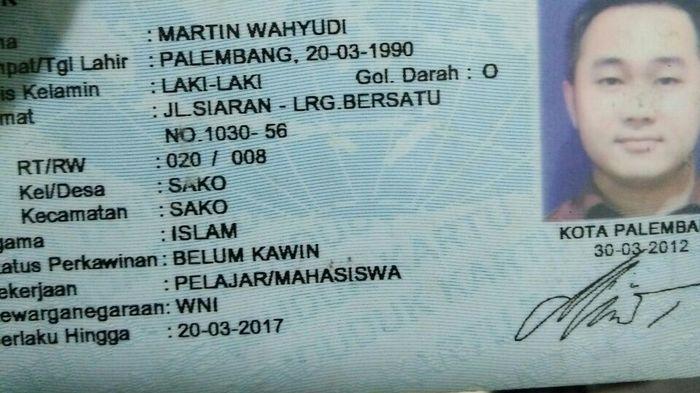 K
ma : MARTIN WAHYUDI
mpat/Tgl Lahir : PALEMBANG, 20-03-1990
is Kelamin : LAKI-LAKI Gol. Darah : O
mat : JL.SIARAN - LRG.BERSATU
NO.1030- 56
RT/RW : 020 / 008
Kel/Desa : SAKO
Kecamatan : SAKO
gama : ISLAM
tatus Perkawinan : BELUM KAWIN
ekerjaan : PELAJAR/MAHASISWA
ewarganegaraan : WNI
erlaku Hingga : 20-03-2017
KOTA PALEMBA
30-03-2012